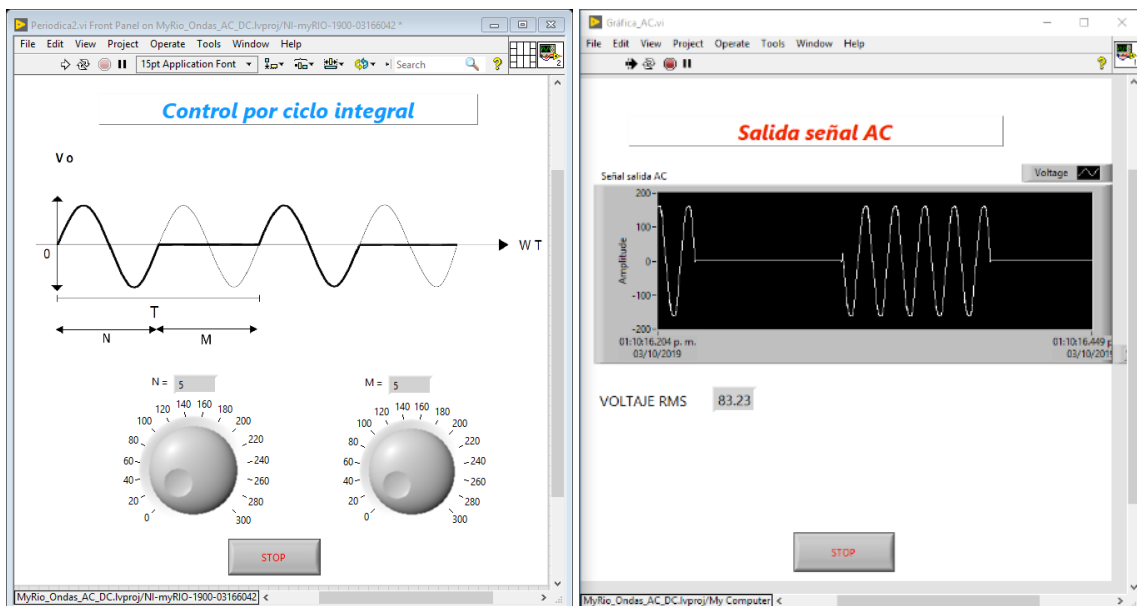 Periodica2.vi Front Panel on MyRio_Ondas_AC_DC.lvproj/NI-myRIO-1900-03166042 *
File Edit View Project Operate Tools Window Help
15pt Application Font
Search
2
Control por ciclo integral
V o
0
W T
T
N
M
N = 5
0
20
40
60
80
100
120
140
160
180
200
220
240
260
280
300
M = 5
0
20
40
60
80
100
120
140
160
180
200
220
240
260
280
300
STOP
MyRio_Ondas_AC_DC.lvproj/NI-myRIO-1900-03166042
Gráfica_AC.vi
File Edit View Project Operate Tools Window Help
Salida señal AC
Señal salida AC
Voltage
Amplitude
200
100
0
-100
-200
01:10:16.204 p. m.
03/10/2019
01:10:16.449 p
03/10/2019
VOLTAJE RMS 83.23
STOP
MyRio_Ondas_AC_DC.lvproj/My Computer